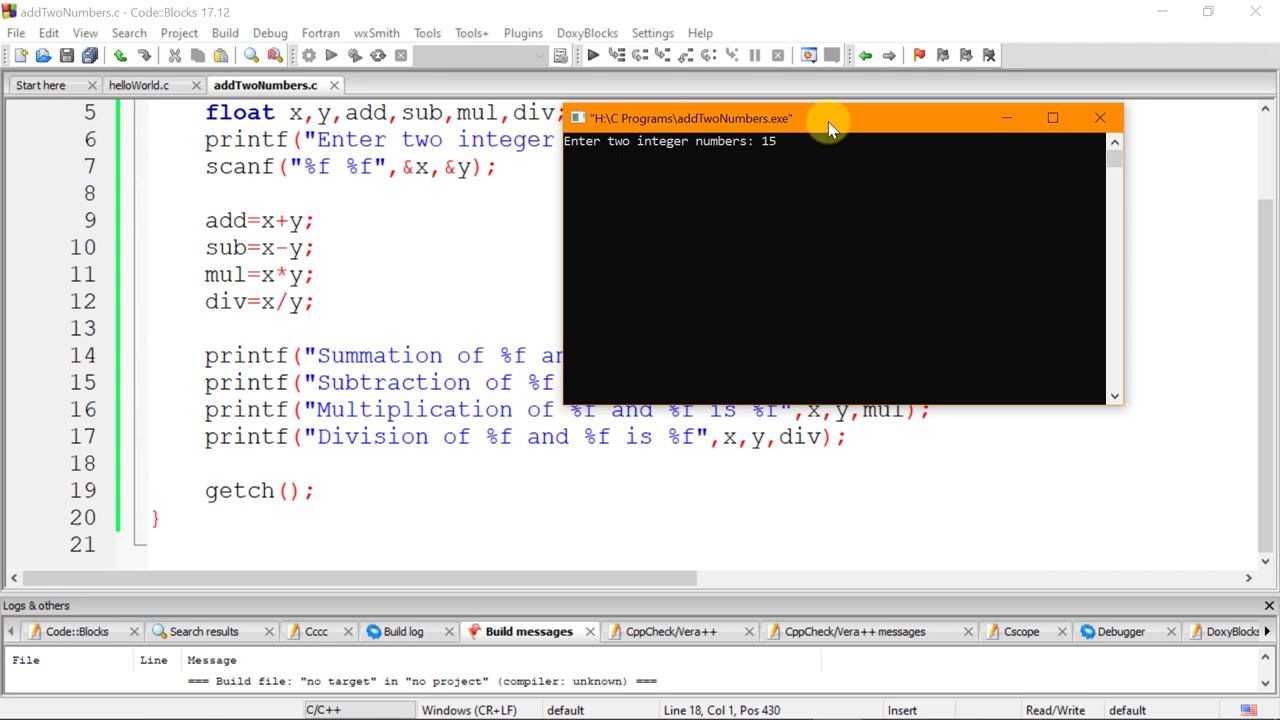 addTwoNumbers.c - Code::Blocks 17.12
File Edit View Search Project Build Debug Fortran wxSmith Tools Tools+ Plugins DoxyBlocks Settings Help
Start here helloWorld.c addTwoNumbers.c
5 float x,y,add,sub,mul,div;
6 printf("Enter two integer
7 scanf("%f %f",&x,&y);
8
9 add=x+y;
10 sub=x-y;
11 mul=x*y;
12 div=x/y;
13
14 printf("Summation of %f an
15 printf("Subtraction of %f
16 printf("Multiplication of %f and %f is %f",x,y,mul);
17 printf("Division of %f and %f is %f",x,y,div);
18
19 getch();
20 }
21
"H:\C Programs\addTwoNumbers.exe"
Enter two integer numbers: 15
Logs & others
Code::Blocks Search results Cccc Build log Build messages CppCheck/Vera++ CppCheck/Vera++ messages Cscope Debugger DoxyBlocks
File Line Message
=== Build file: "no target" in "no project" (compiler: unknown) ===
C/C++ Windows (CR+LF) default Line 18, Col 1, Pos 430 Insert Read/Write default